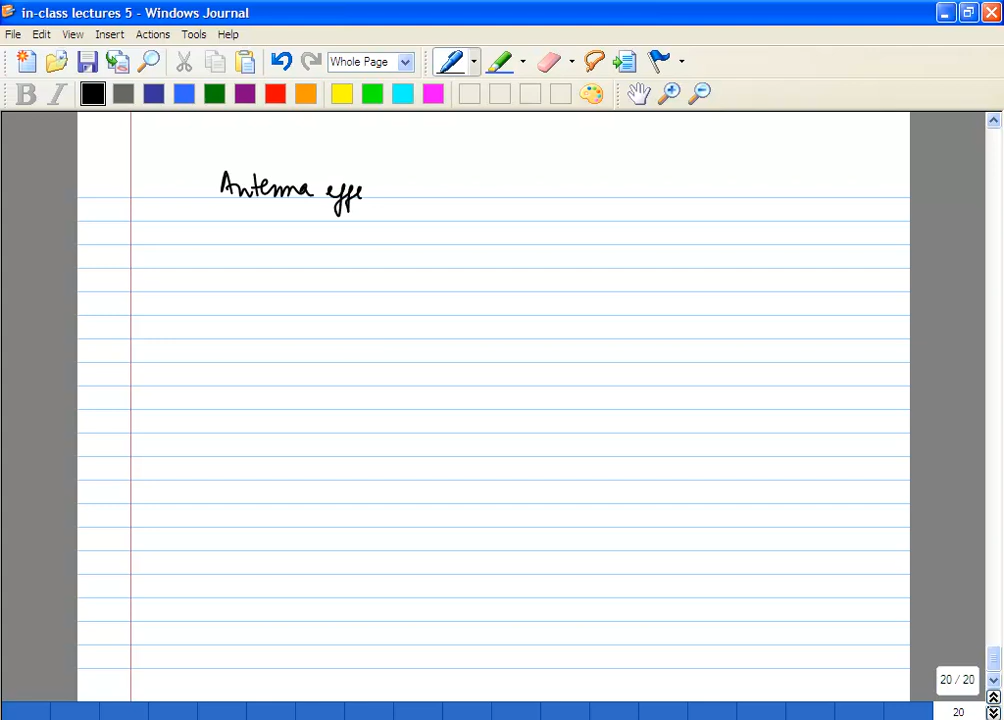 in-class lectures 5 - Windows Journal
File Edit View Insert Actions Tools Help
Whole Page
B I
Antenna effe
20 / 20
20